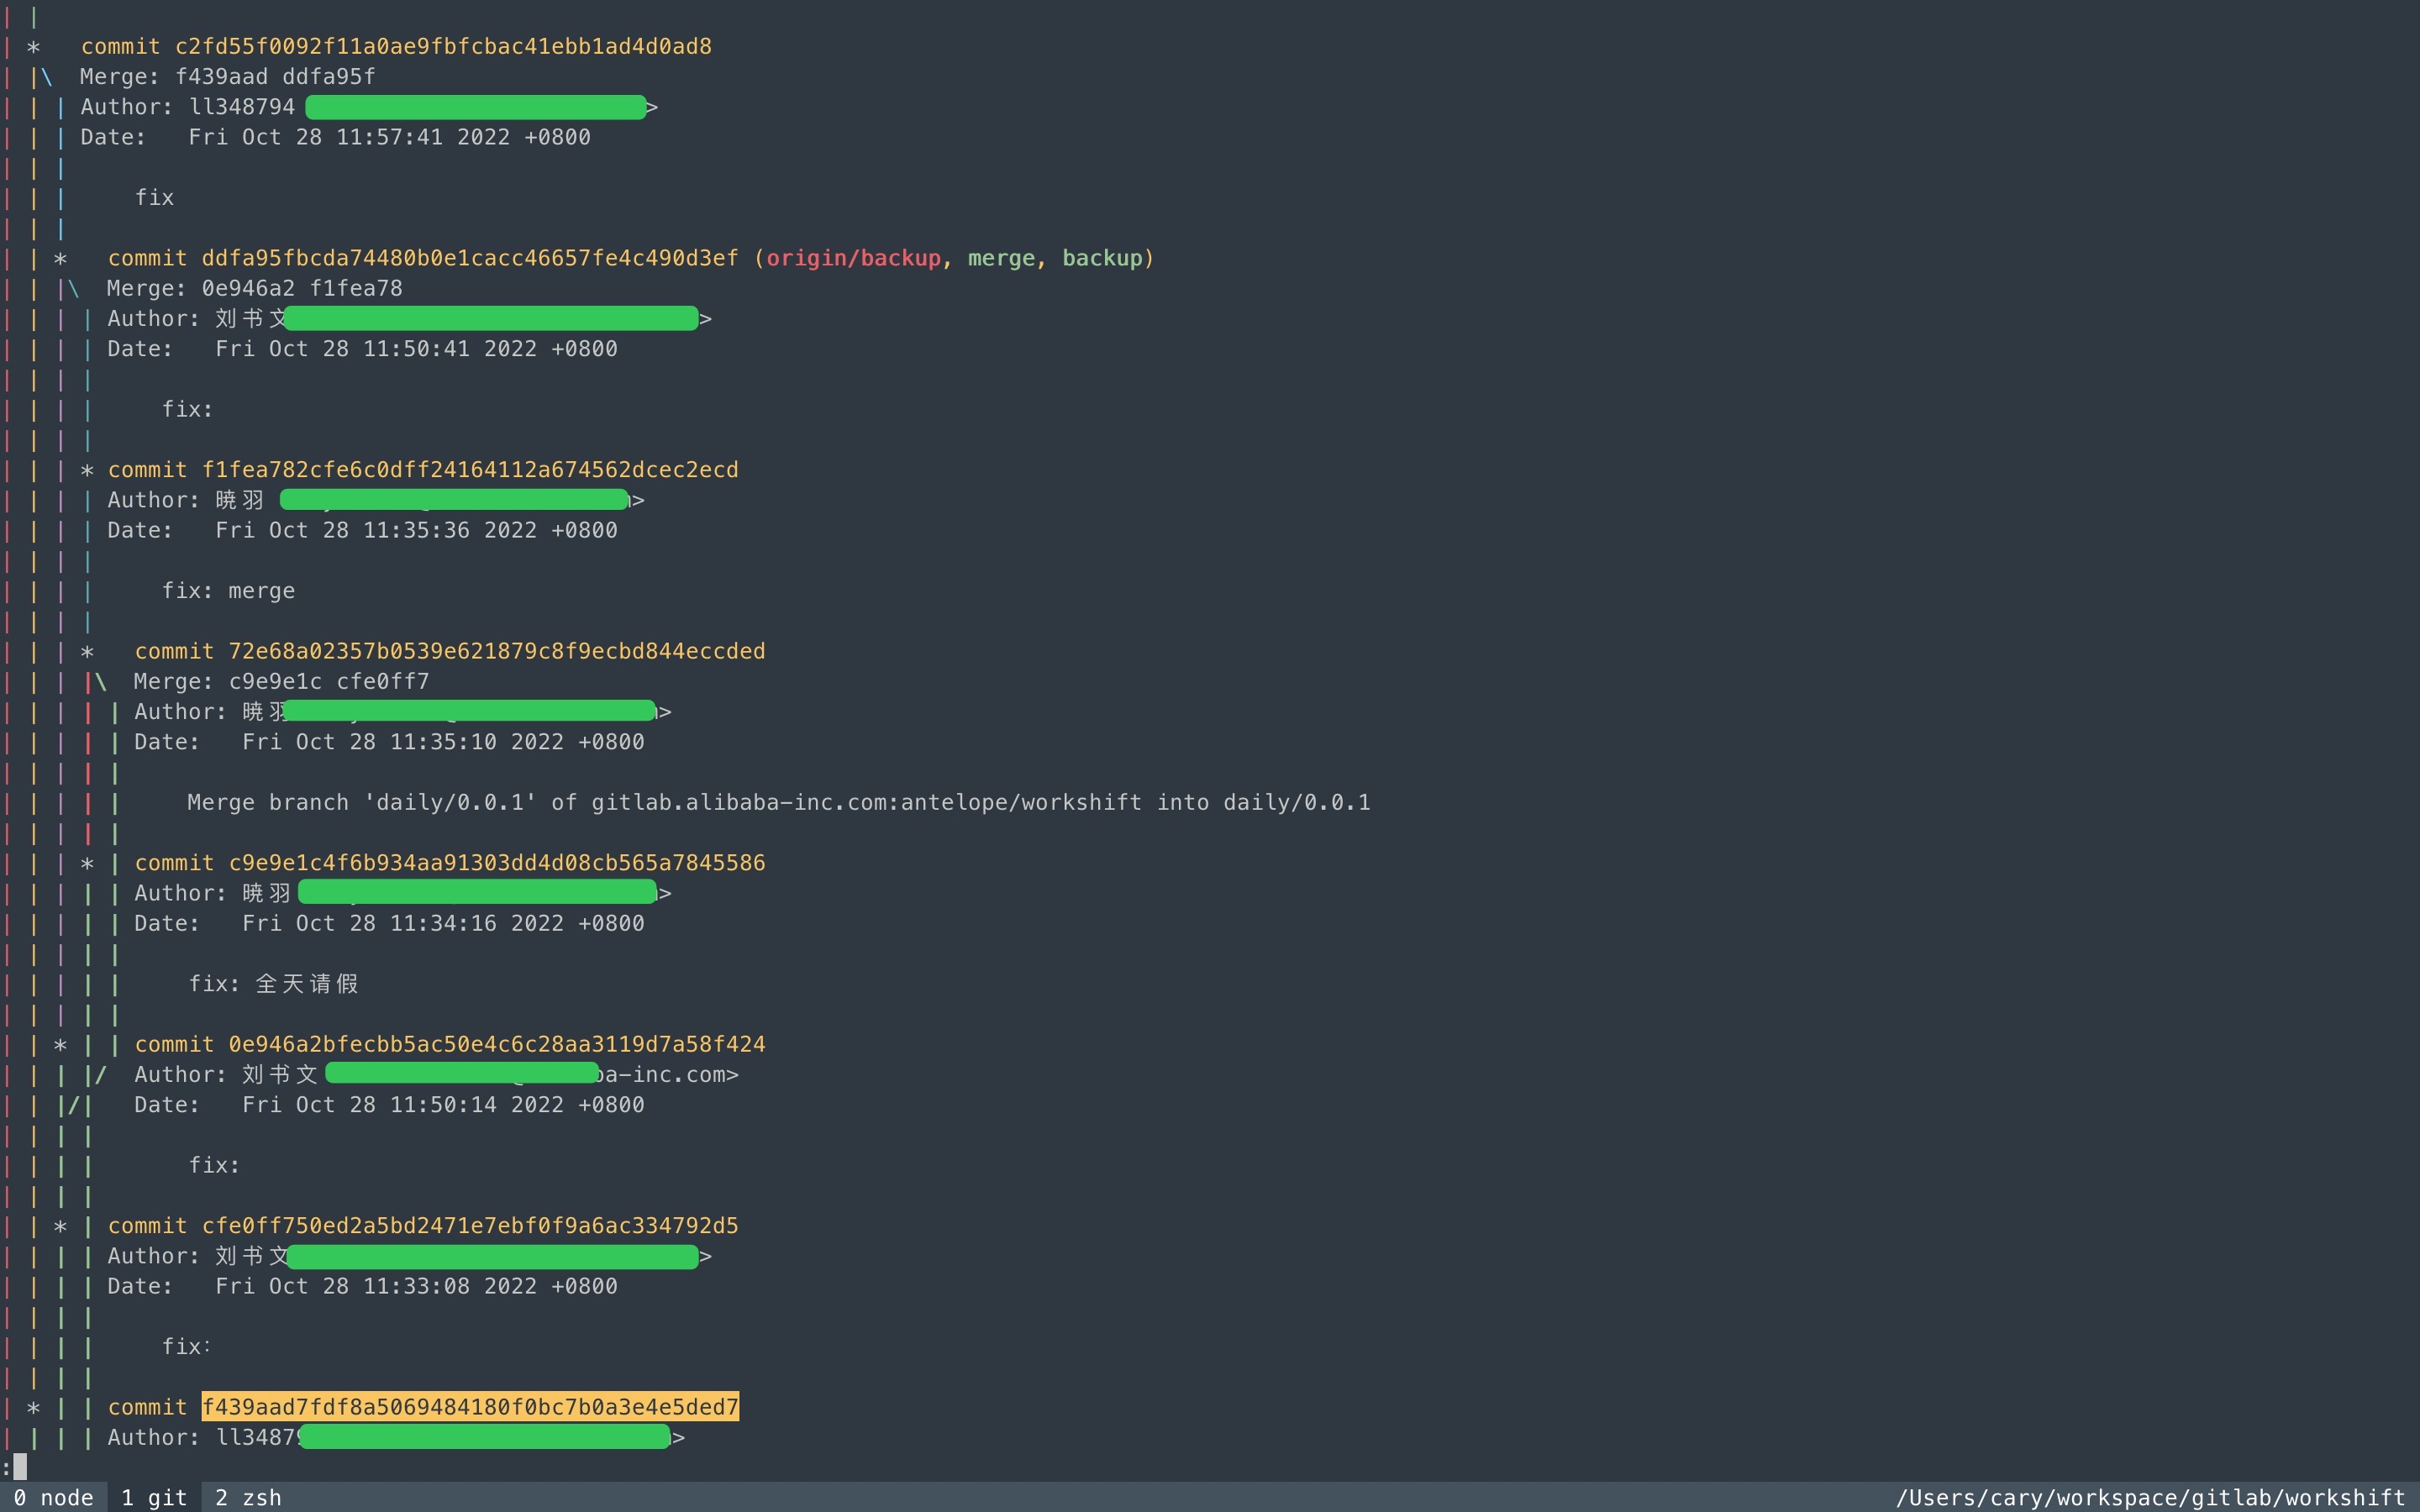 * commit c2fd55f0092f11a0ae9fbfcbac41ebb1ad4d0ad8
Merge: f439aad ddfa95f
Author: ll348794 >
Date: Fri Oct 28 11:57:41 2022 +0800
fix
* commit ddfa95fbcda74480b0e1cacc46657fe4c490d3ef (origin/backup, merge, backup)
Merge: 0e946a2 f1fea78
Author: 刘书文 >
Date: Fri Oct 28 11:50:41 2022 +0800
fix:
* commit f1fea782cfe6c0dff24164112a674562dcec2ecd
Author: 晓羽 >
Date: Fri Oct 28 11:35:36 2022 +0800
fix: merge
* commit 72e68a02357b0539e621879c8f9ecbd844eccded
Merge: c9e9e1c cfe0ff7
Author: 晓羽 >
Date: Fri Oct 28 11:35:10 2022 +0800
Merge branch 'daily/0.0.1' of gitlab.alibaba-inc.com:antelope/workshift into daily/0.0.1
* commit c9e9e1c4f6b934aa91303dd4d08cb565a7845586
Author: 晓羽 >
Date: Fri Oct 28 11:34:16 2022 +0800
fix: 全天请假
* commit 0e946a2bfecbb5ac50e4c6c28aa3119d7a58f424
Author: 刘书文 ba-inc.com>
Date: Fri Oct 28 11:50:14 2022 +0800
fix:
* commit cfe0ff750ed2a5bd2471e7ebf0f9a6ac334792d5
Author: 刘书文 >
Date: Fri Oct 28 11:33:08 2022 +0800
fix:
* commit f439aad7fdf8a5069484180f0bc7b0a3e4e5ded7
Author: ll3487 >
:
0 node 1 git 2 zsh /Users/cary/workspace/gitlab/workshift